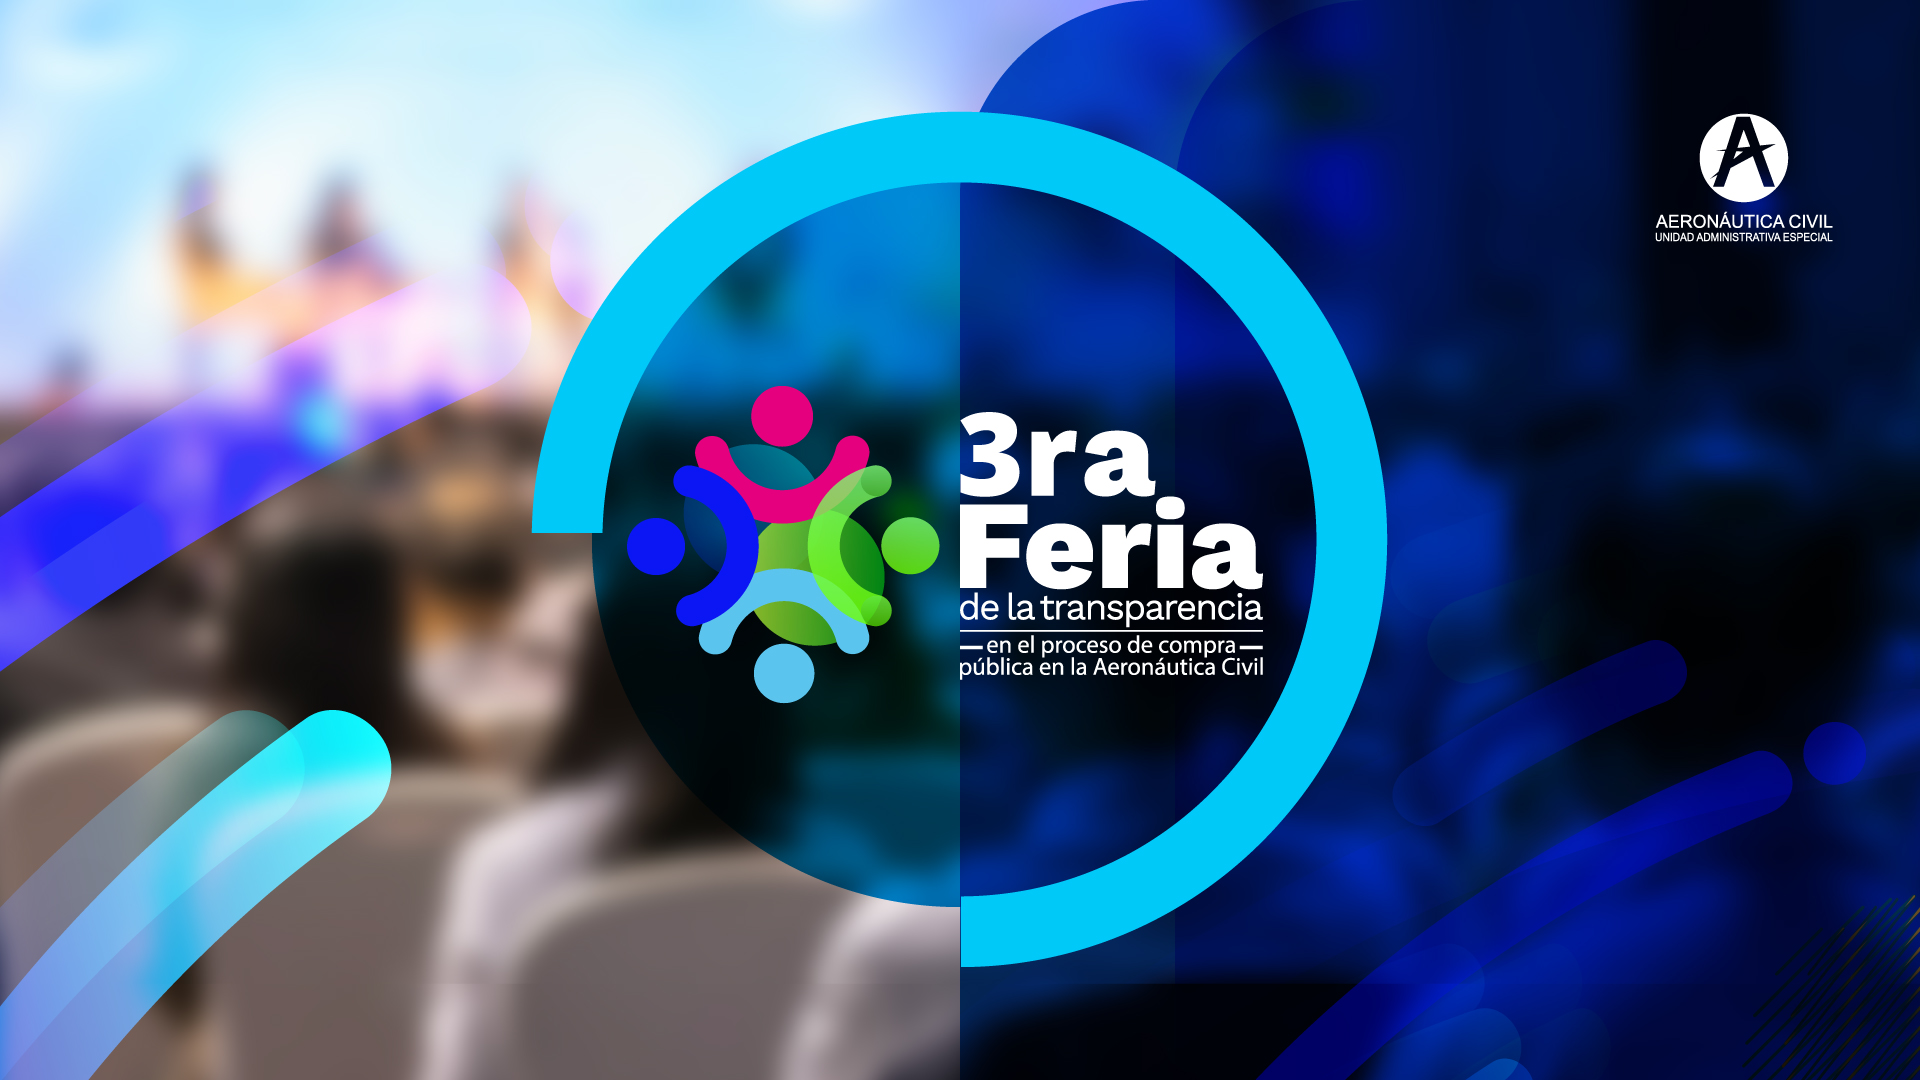 AERONÁUTICA CIVIL
UNIDAD ADMINISTRATIVA ESPECIAL
3ra
Feria
de la transparencia
en el proceso de compra
pública en la Aeronáutica Civil